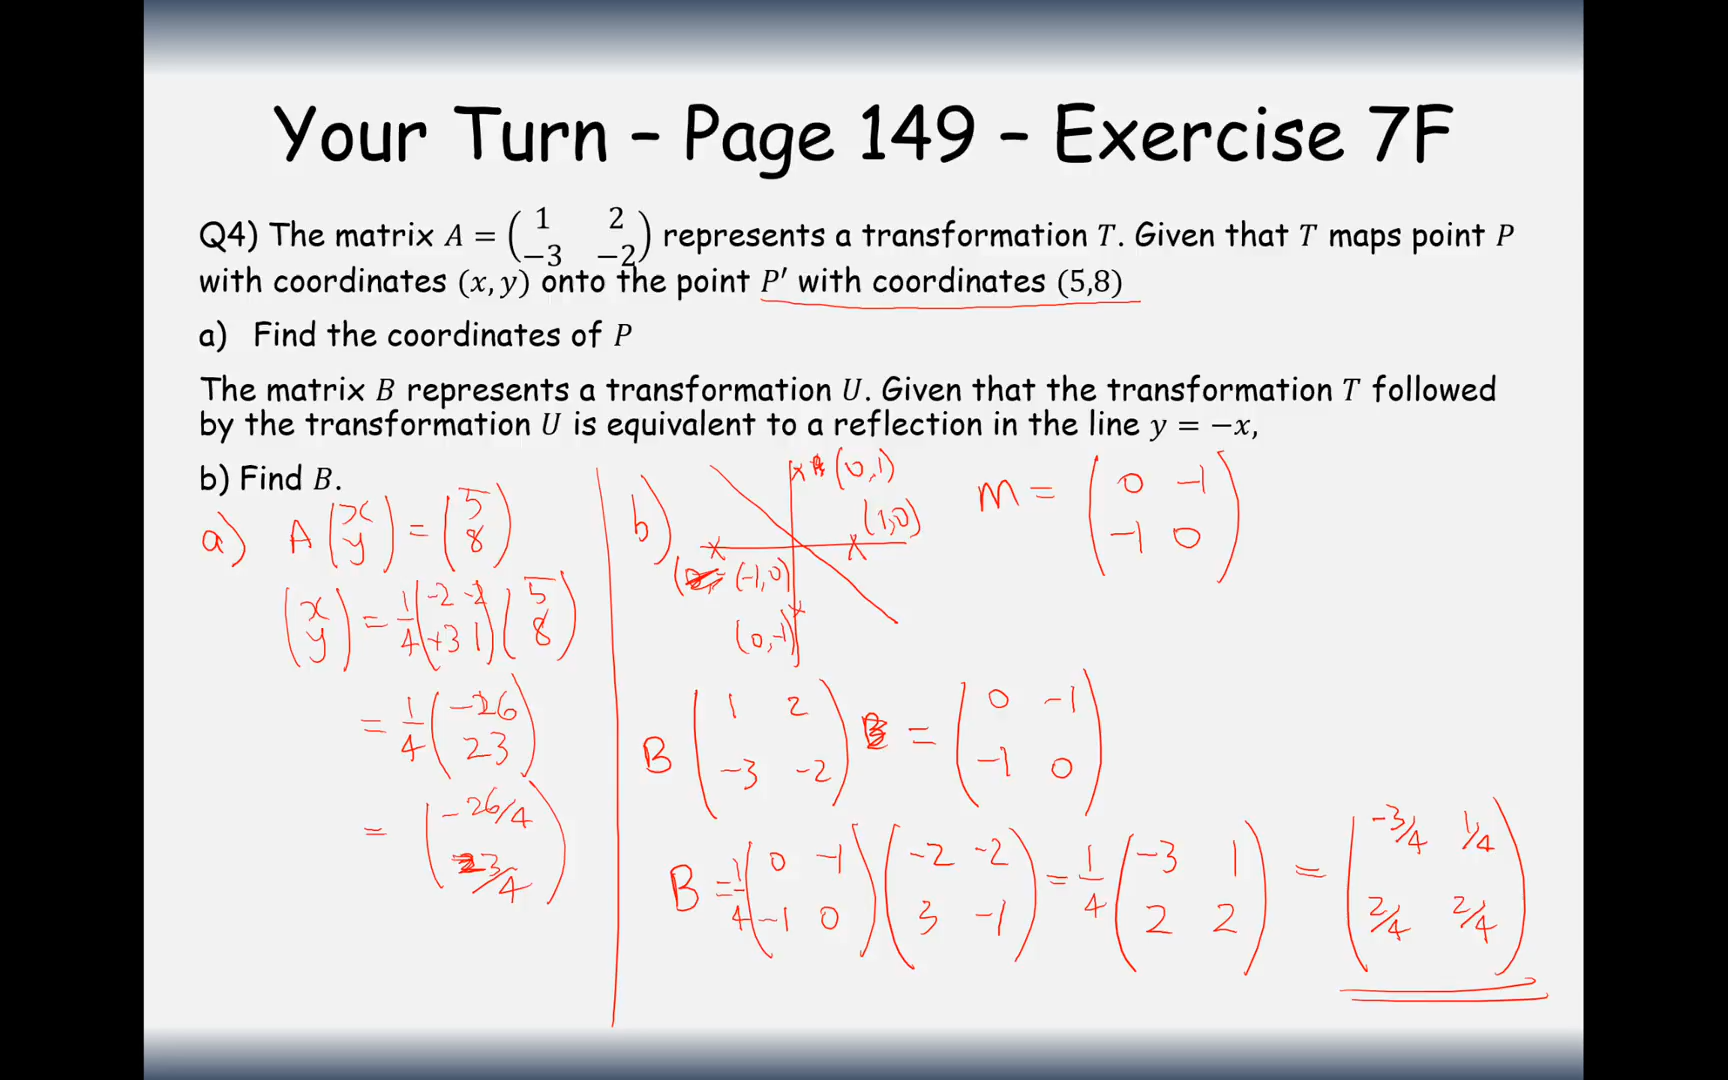 Your Turn – Page 149 – Exercise 7F
Q4) The matrix A = (1 2
−3 −2) represents a transformation T. Given that T maps point P
with coordinates (x, y) onto the point P′ with coordinates (5,8)
a) Find the coordinates of P
The matrix B represents a transformation U. Given that the transformation T followed
by the transformation U is equivalent to a reflection in the line y = −x,
b) Find B.
a) A (x
y) = (5
8)
(x
y) = 1/4 (-2 -2
+3 1) (5
8)
= 1/4 (-26
23)
= (-26/4
23/4)
b) (0,1)
(1,0)
(-1,0)
(0,-1)
M = (0 -1
-1 0)
B (1 2
-3 -2) = (0 -1
-1 0)
B = 1/4 (0 -1
-1 0) (-2 -2
3 -1) = 1/4 (-3 1
2 2) = (-3/4 1/4
2/4 2/4)